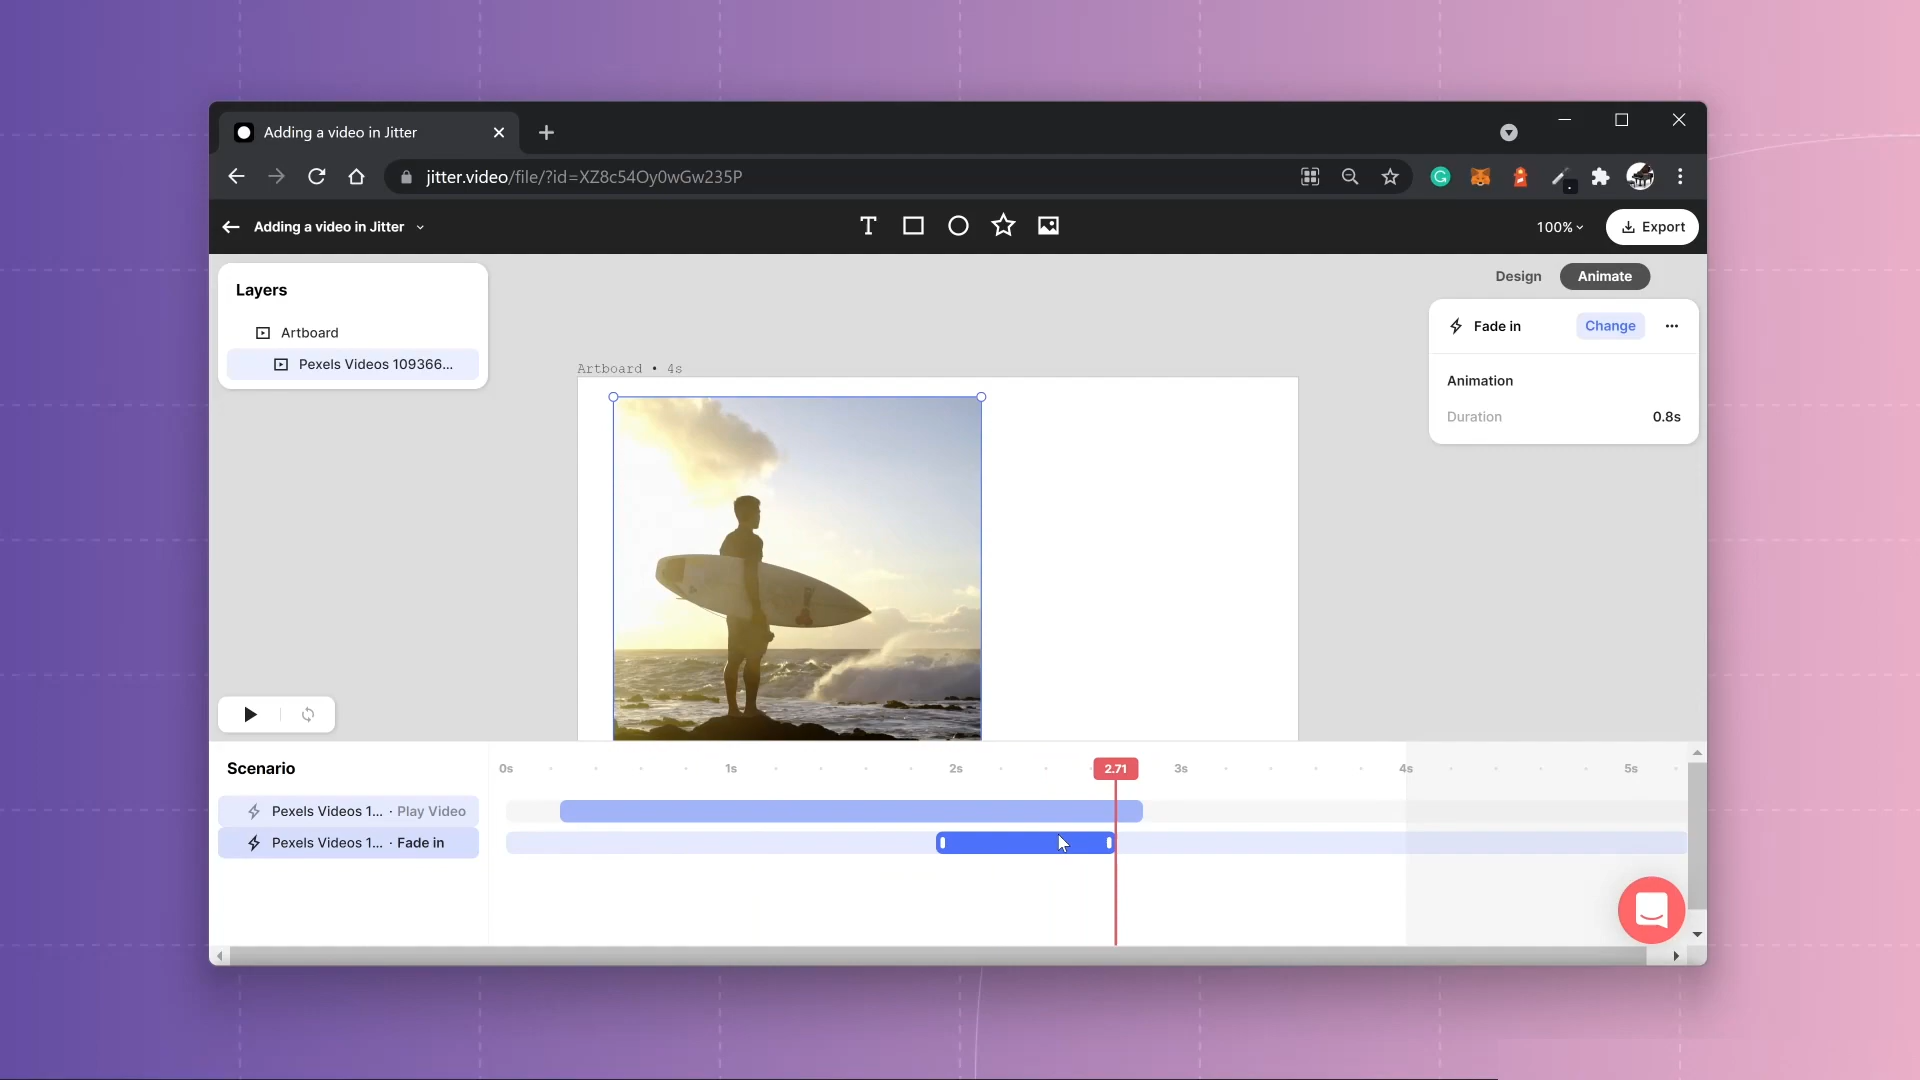 Adding a video in Jitter
jitter.video/file/?id=XZ8c54Oy0wGw235P
Adding a video in Jitter
100%
Export
Design
Animate
Layers
Artboard
Pexels Videos 109366...
Fade in
Change
Animation
Duration
0.8s
Artboard • 4s
Scenario
0s
1s
2s
2.71
3s
4s
5s
Pexels Videos 1... · Play Video
Pexels Videos 1... · Fade in